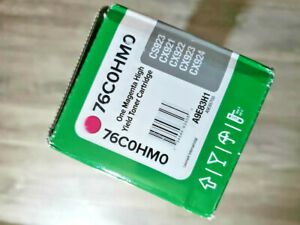 76C0HM0
CS923
CX921
CX922
CX923
CX924
One Magenta High
Yield Toner Cartridge
76C0HM0
A9E83H1